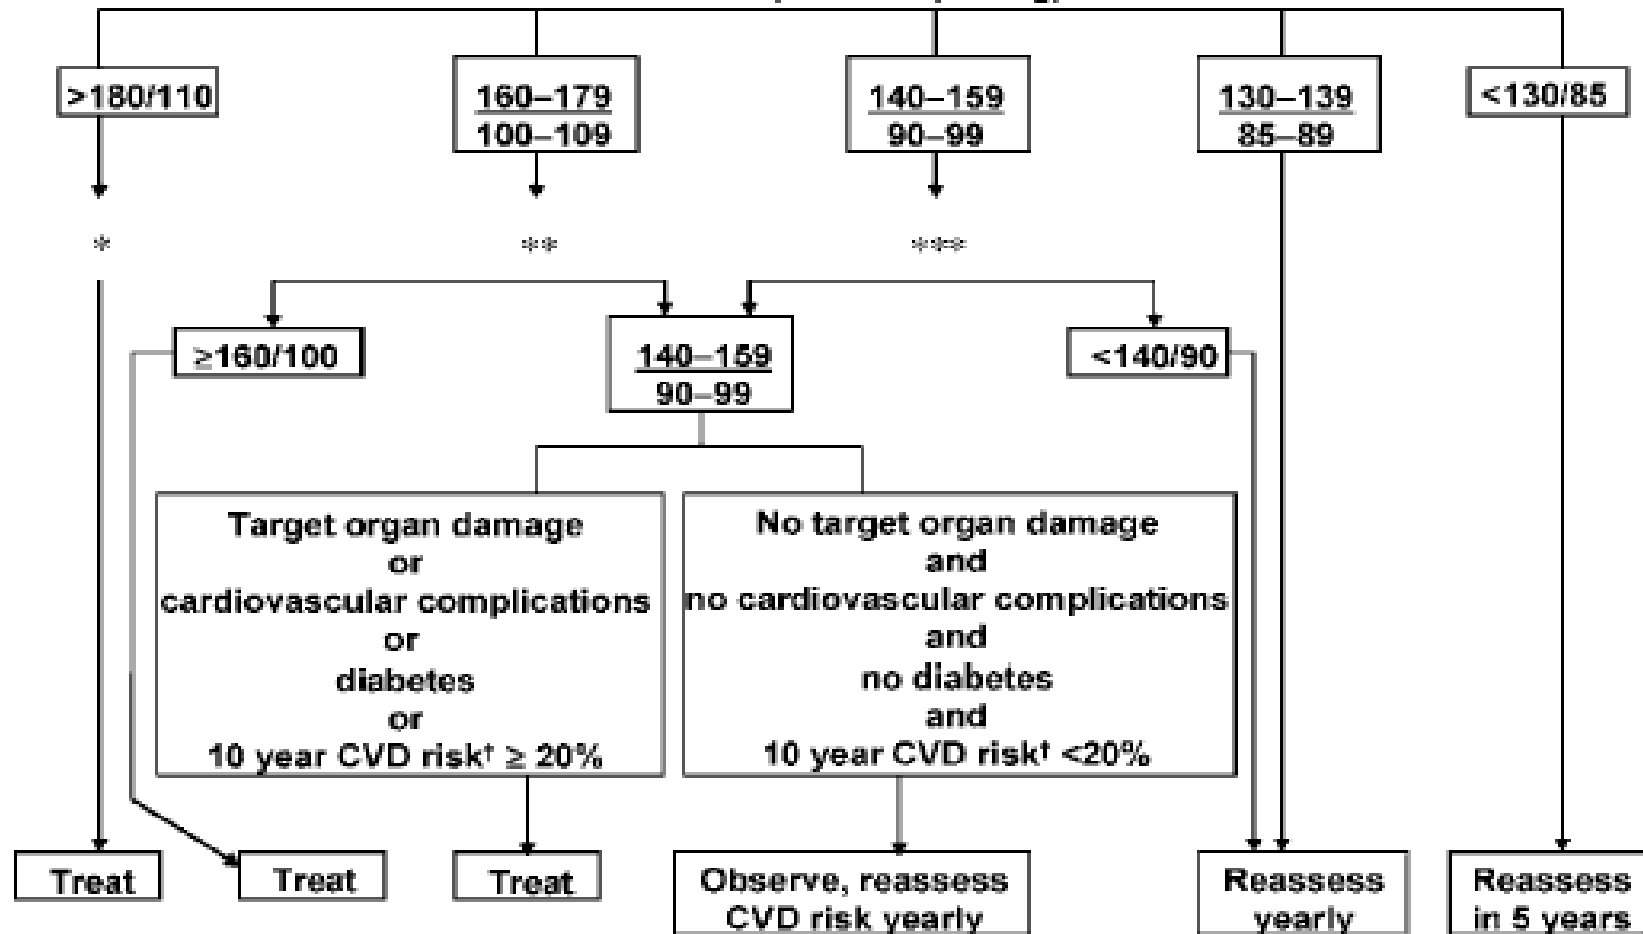 >180/110
160–179
100–109
140–159
90–99
130–139
85–89
<130/85
*
**
***
≥160/100
140–159
90–99
<140/90
Target organ damage
or
cardiovascular complications
or
diabetes
or
10 year CVD risk† ≥ 20%
No target organ damage
and
no cardiovascular complications
and
no diabetes
and
10 year CVD risk† <20%
Treat
Treat
Treat
Observe, reassess
CVD risk yearly
Reassess
yearly
Reassess
in 5 years